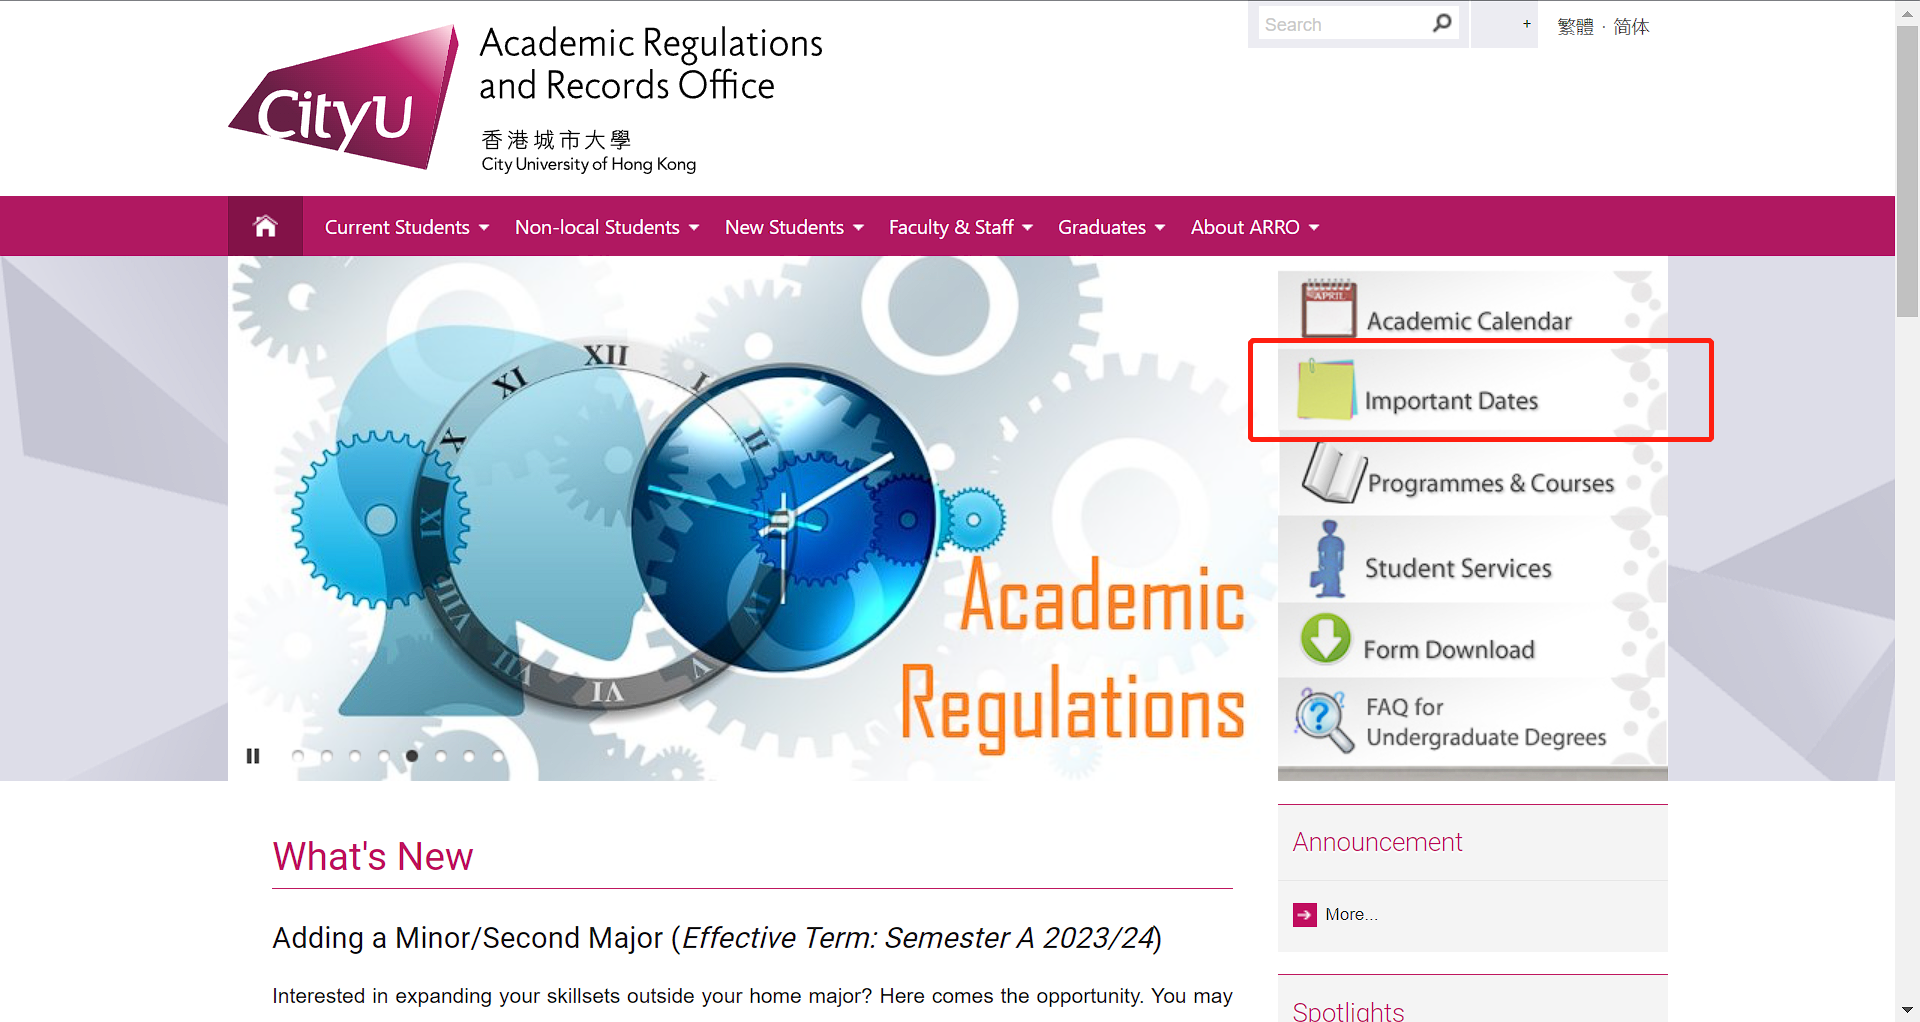 CityU
Academic Regulations
and Records Office
香港城市大學
City University of Hong Kong
Search
+
繁體 · 简体
Current Students
Non-local Students
New Students
Faculty & Staff
Graduates
About ARRO
XII
I
II
XI
X
XI
VIII
VII
VI
V
IV
III
Academic
Regulations
APRIL
Academic Calendar
Important Dates
Programmes & Courses
Student Services
Form Download
?
FAQ for
Undergraduate Degrees
What's New
Adding a Minor/Second Major (Effective Term: Semester A 2023/24)
Interested in expanding your skillsets outside your home major? Here comes the opportunity. You may
Announcement
More...
Spotlights